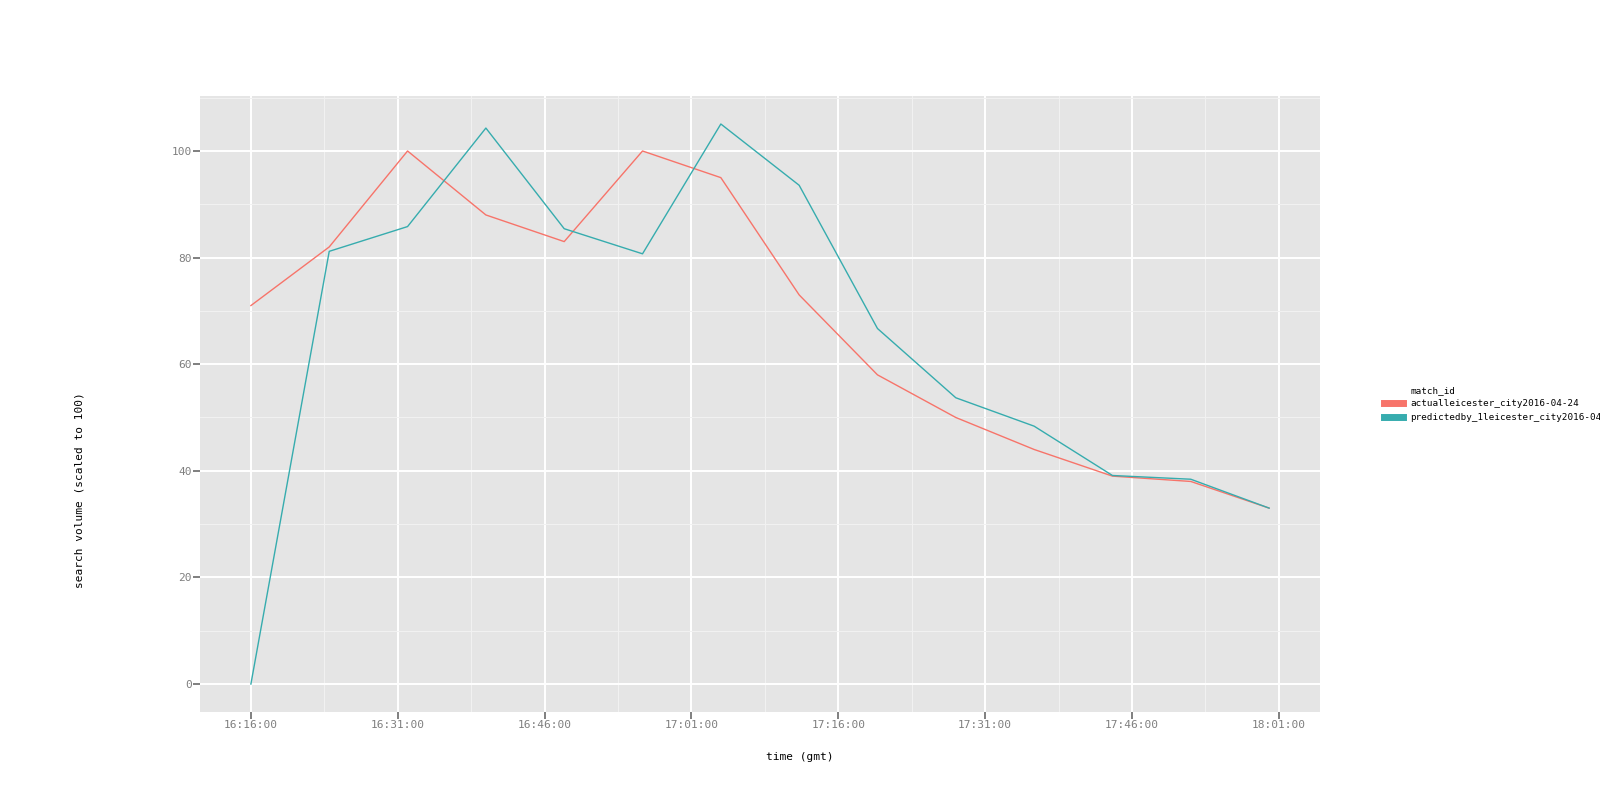 100
80
60
40
20
0
search volume (scaled to 100)
16:16:00 16:31:00 16:46:00 17:01:00 17:16:00 17:31:00 17:46:00 18:01:00
time (gmt)
match_id
actualleicester_city2016-04-24
predictedby_1leicester_city2016-04